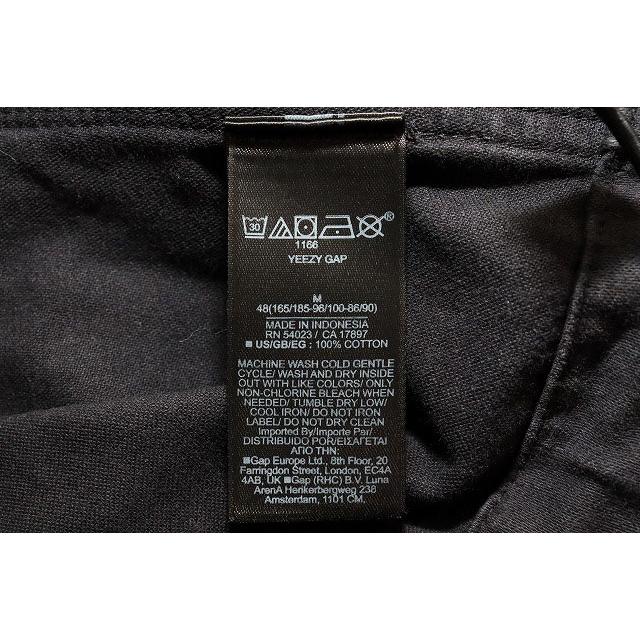 30
®
1166
YEEZY GAP
M
48(165/185-96/100-86/90)
MADE IN INDONESIA
RN 54023 / CA 17897
■ US/GB/EG : 100% COTTON
MACHINE WASH COLD GENTLE
CYCLE/ WASH AND DRY INSIDE
OUT WITH LIKE COLORS/ ONLY
NON-CHLORINE BLEACH WHEN
NEEDED/ TUMBLE DRY LOW/
COOL IRON/ DO NOT IRON
LABEL/ DO NOT DRY CLEAN
Imported By/Importe Par/
DISTRIBUIDO POR/ΕΙΣΑΓΕΤΑΙ
ΑΠΟ ΤΗΝ:
■Gap Europe Ltd., 8th Floor, 20
Farringdon Street, London, EC4A
4AB, UK ■Gap (RHC) B.V. Luna
ArenA Herikerbergweg 238
Amsterdam, 1101 CM.